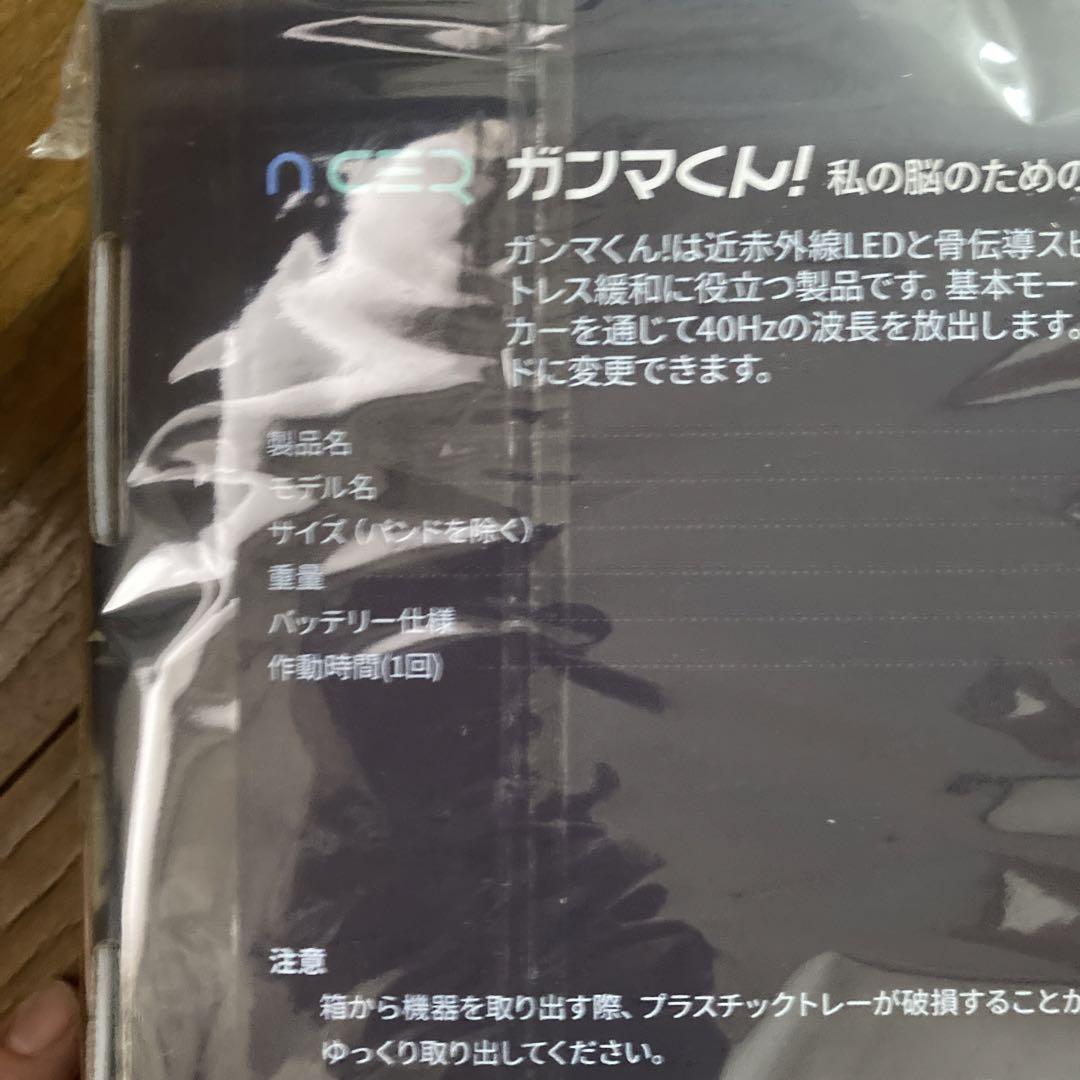 ガンマくん! 私の脳のための
ガンマくん!は近赤外線LEDと骨伝導スピ
トレス緩和に役立つ製品です。基本モー
カーを通じて40Hzの波長を放出します。
ドに変更できます。
製品名
モデル名
サイズ (バンドを除く)
重量
バッテリー仕様
作動時間(1回)
注意
箱から機器を取り出す際、プラスチックトレーが破損することが
ゆっくり取り出してください。